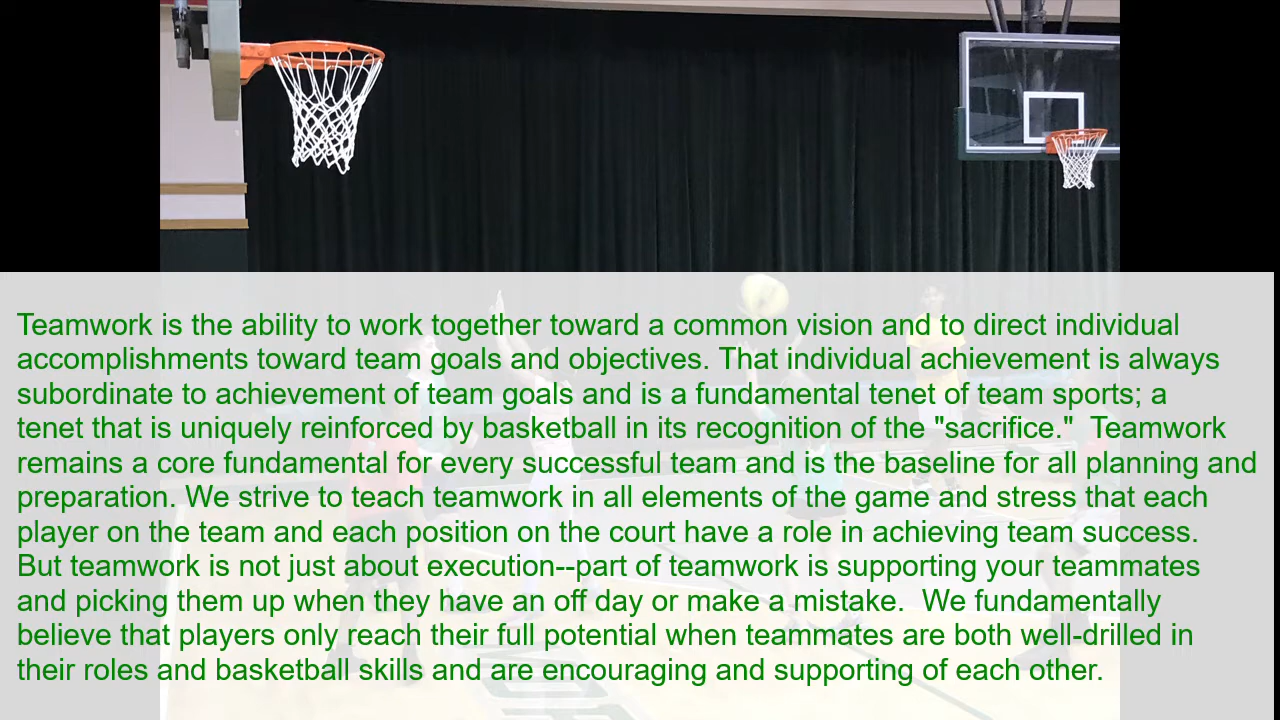 Teamwork is the ability to work together toward a common vision and to direct individual
accomplishments toward team goals and objectives. That individual achievement is always
subordinate to achievement of team goals and is a fundamental tenet of team sports; a
tenet that is uniquely reinforced by basketball in its recognition of the "sacrifice."  Teamwork
remains a core fundamental for every successful team and is the baseline for all planning and
preparation. We strive to teach teamwork in all elements of the game and stress that each
player on the team and each position on the court have a role in achieving team success.
But teamwork is not just about execution--part of teamwork is supporting your teammates
and picking them up when they have an off day or make a mistake.  We fundamentally
believe that players only reach their full potential when teammates are both well-drilled in
their roles and basketball skills and are encouraging and supporting of each other.